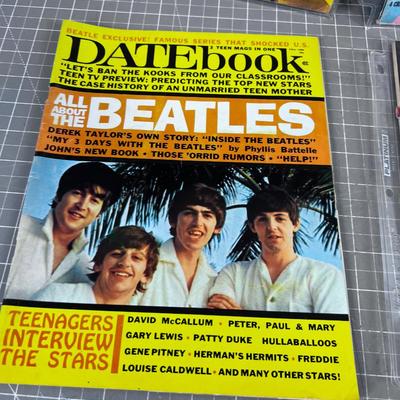 BEATLE EXCLUSIVE! FAMOUS SERIES THAT SHOCKED U.S.
2 TEEN MAGS IN ONE
DATEbook
"LET'S BAN THE KOOKS FROM OUR CLASSROOMS!"
TEEN TV PREVIEW: PREDICTING THE TOP NEW STARS
THE CASE HISTORY OF AN UNMARRIED TEEN MOTHER
ALL ABOUT THE BEATLES
DEREK TAYLOR'S OWN STORY: "INSIDE THE BEATLES"
"MY 3 DAYS WITH THE BEATLES" by Phyllis Battelle
JOHN'S NEW BOOK • THOSE 'ORRID RUMORS • "HELP!"
TEENAGERS
INTERVIEW
THE STARS
DAVID McCALLUM • PETER, PAUL & MARY
GARY LEWIS • PATTY DUKE HULLABALOOS
GENE PITNEY • HERMAN'S HERMITS • FREDDIE
LOUISE CALDWELL • AND MANY OTHER STARS!
PLATINUM